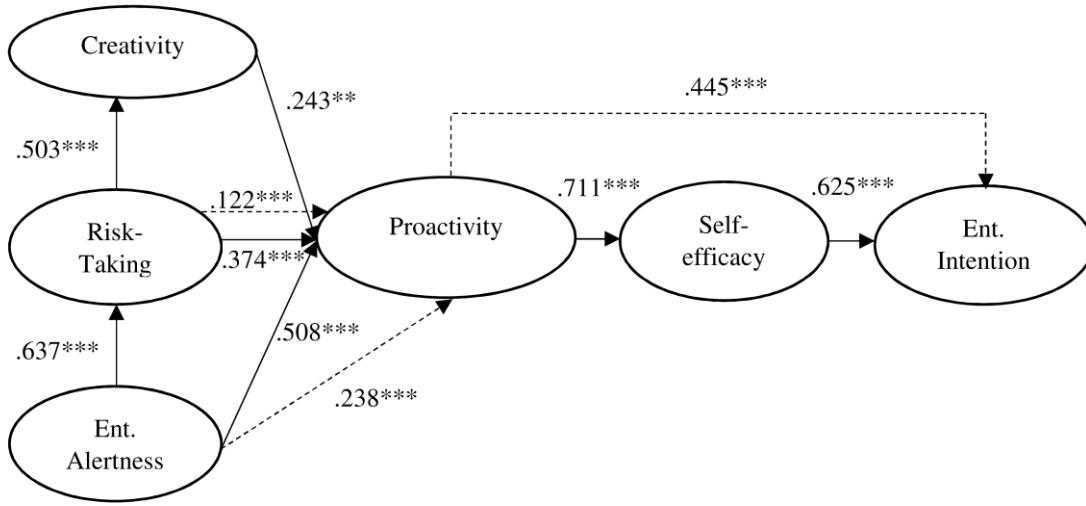 Creativity
.243**
.445***
.503***
.122***
.711***
.625***
Risk-
Taking
Proactivity
Self-
efficacy
Ent.
Intention
.374***
.637***
.508***
.238***
Ent.
Alertness